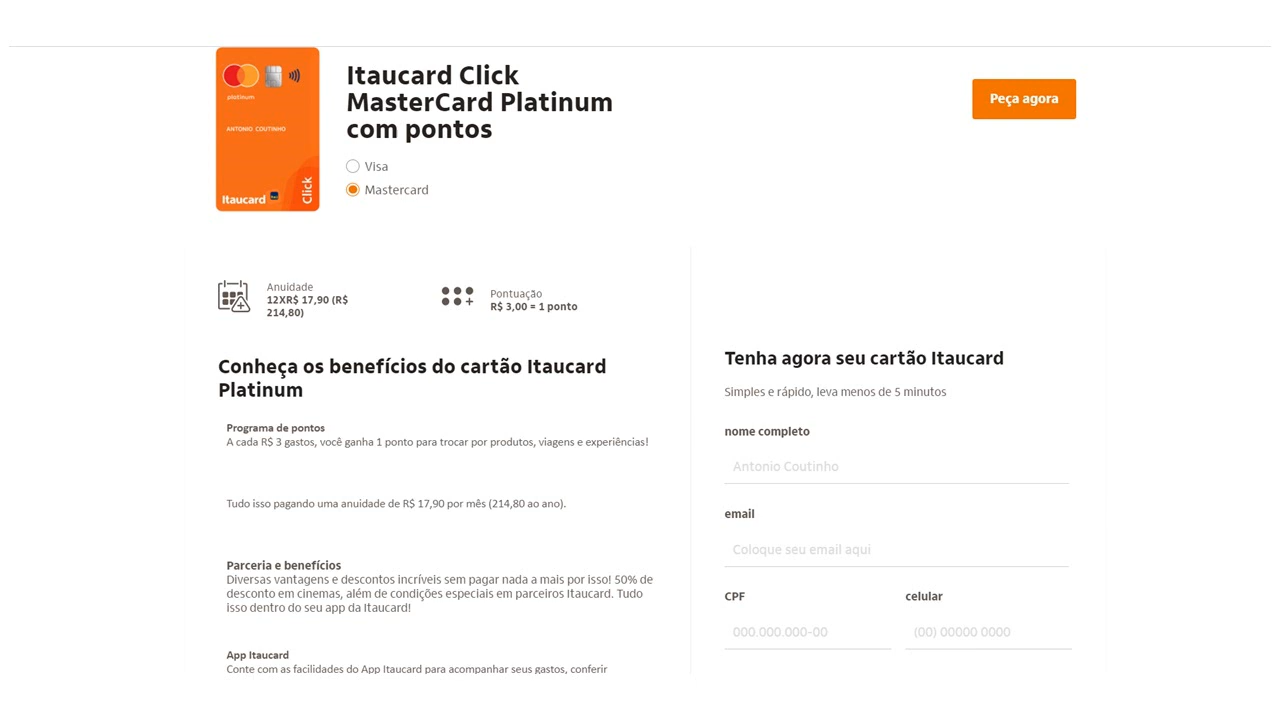 platinum
ANTONIO COUTINHO
Itaucard
Click
Itaucard Click
MasterCard Platinum
com pontos
Visa
Mastercard
Peça agora
Anuidade
12XR$ 17,90 (R$
214,80)
Pontuação
R$ 3,00 = 1 ponto
Conheça os benefícios do cartão Itaucard
Platinum
Programa de pontos
A cada R$ 3 gastos, você ganha 1 ponto para trocar por produtos, viagens e experiências!
Tudo isso pagando uma anuidade de R$ 17,90 por mês (214,80 ao ano).
Parceria e benefícios
Diversas vantagens e descontos incríveis sem pagar nada a mais por isso! 50% de
desconto em cinemas, além de condições especiais em parceiros Itaucard. Tudo
isso dentro do seu app da Itaucard!
App Itaucard
Conte com as facilidades do App Itaucard para acompanhar seus gastos, conferir
Tenha agora seu cartão Itaucard
Simples e rápido, leva menos de 5 minutos
nome completo
Antonio Coutinho
email
Coloque seu email aqui
CPF
000.000.000-00
celular
(00) 00000 0000